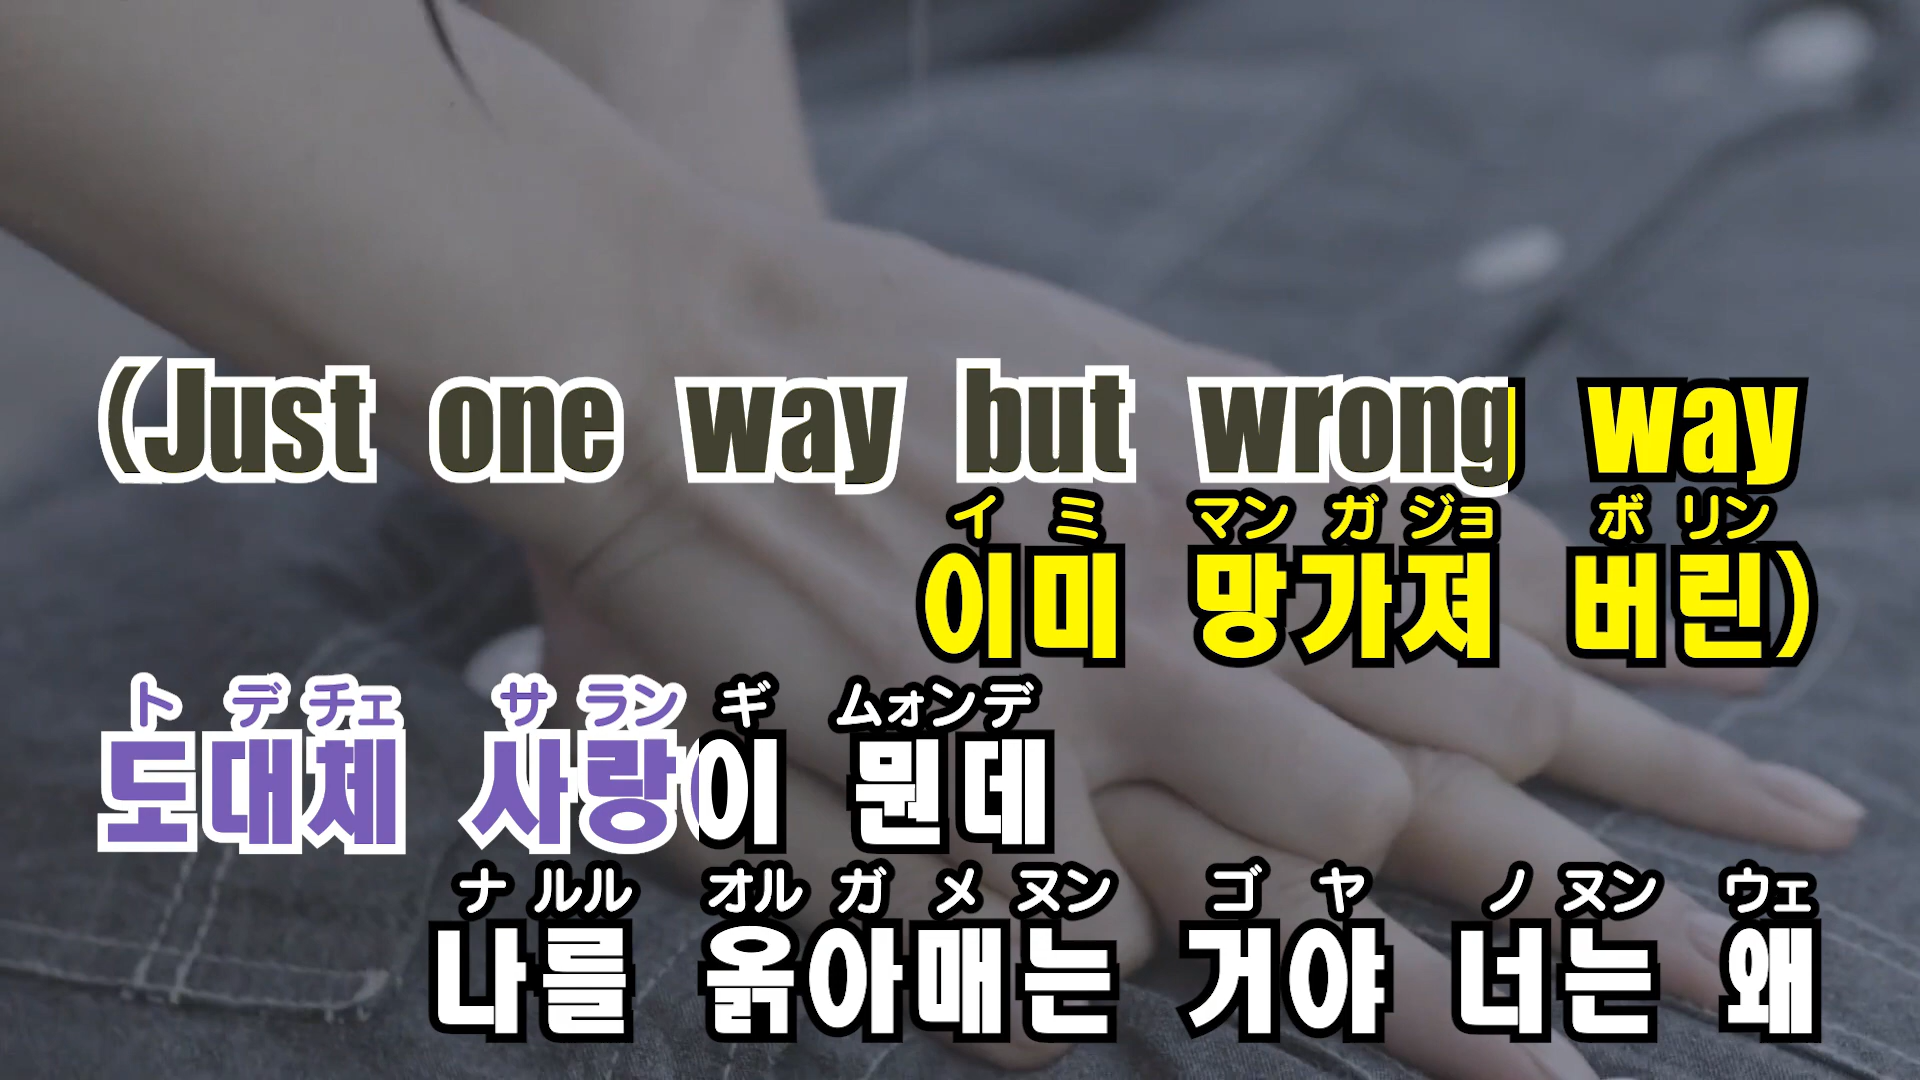 (Just one way but wrong way
イ ミ マン ガ ジョ ボ リン
이미 망가져 버린)
ト デ チェ サ ラン ギ ムォン デ
도대체 사랑이 뭔데
ナ ルル オル ガ メ ヌン ゴ ヤ ノ ヌン ウェ
나를 옭아매는 거야 너는 왜